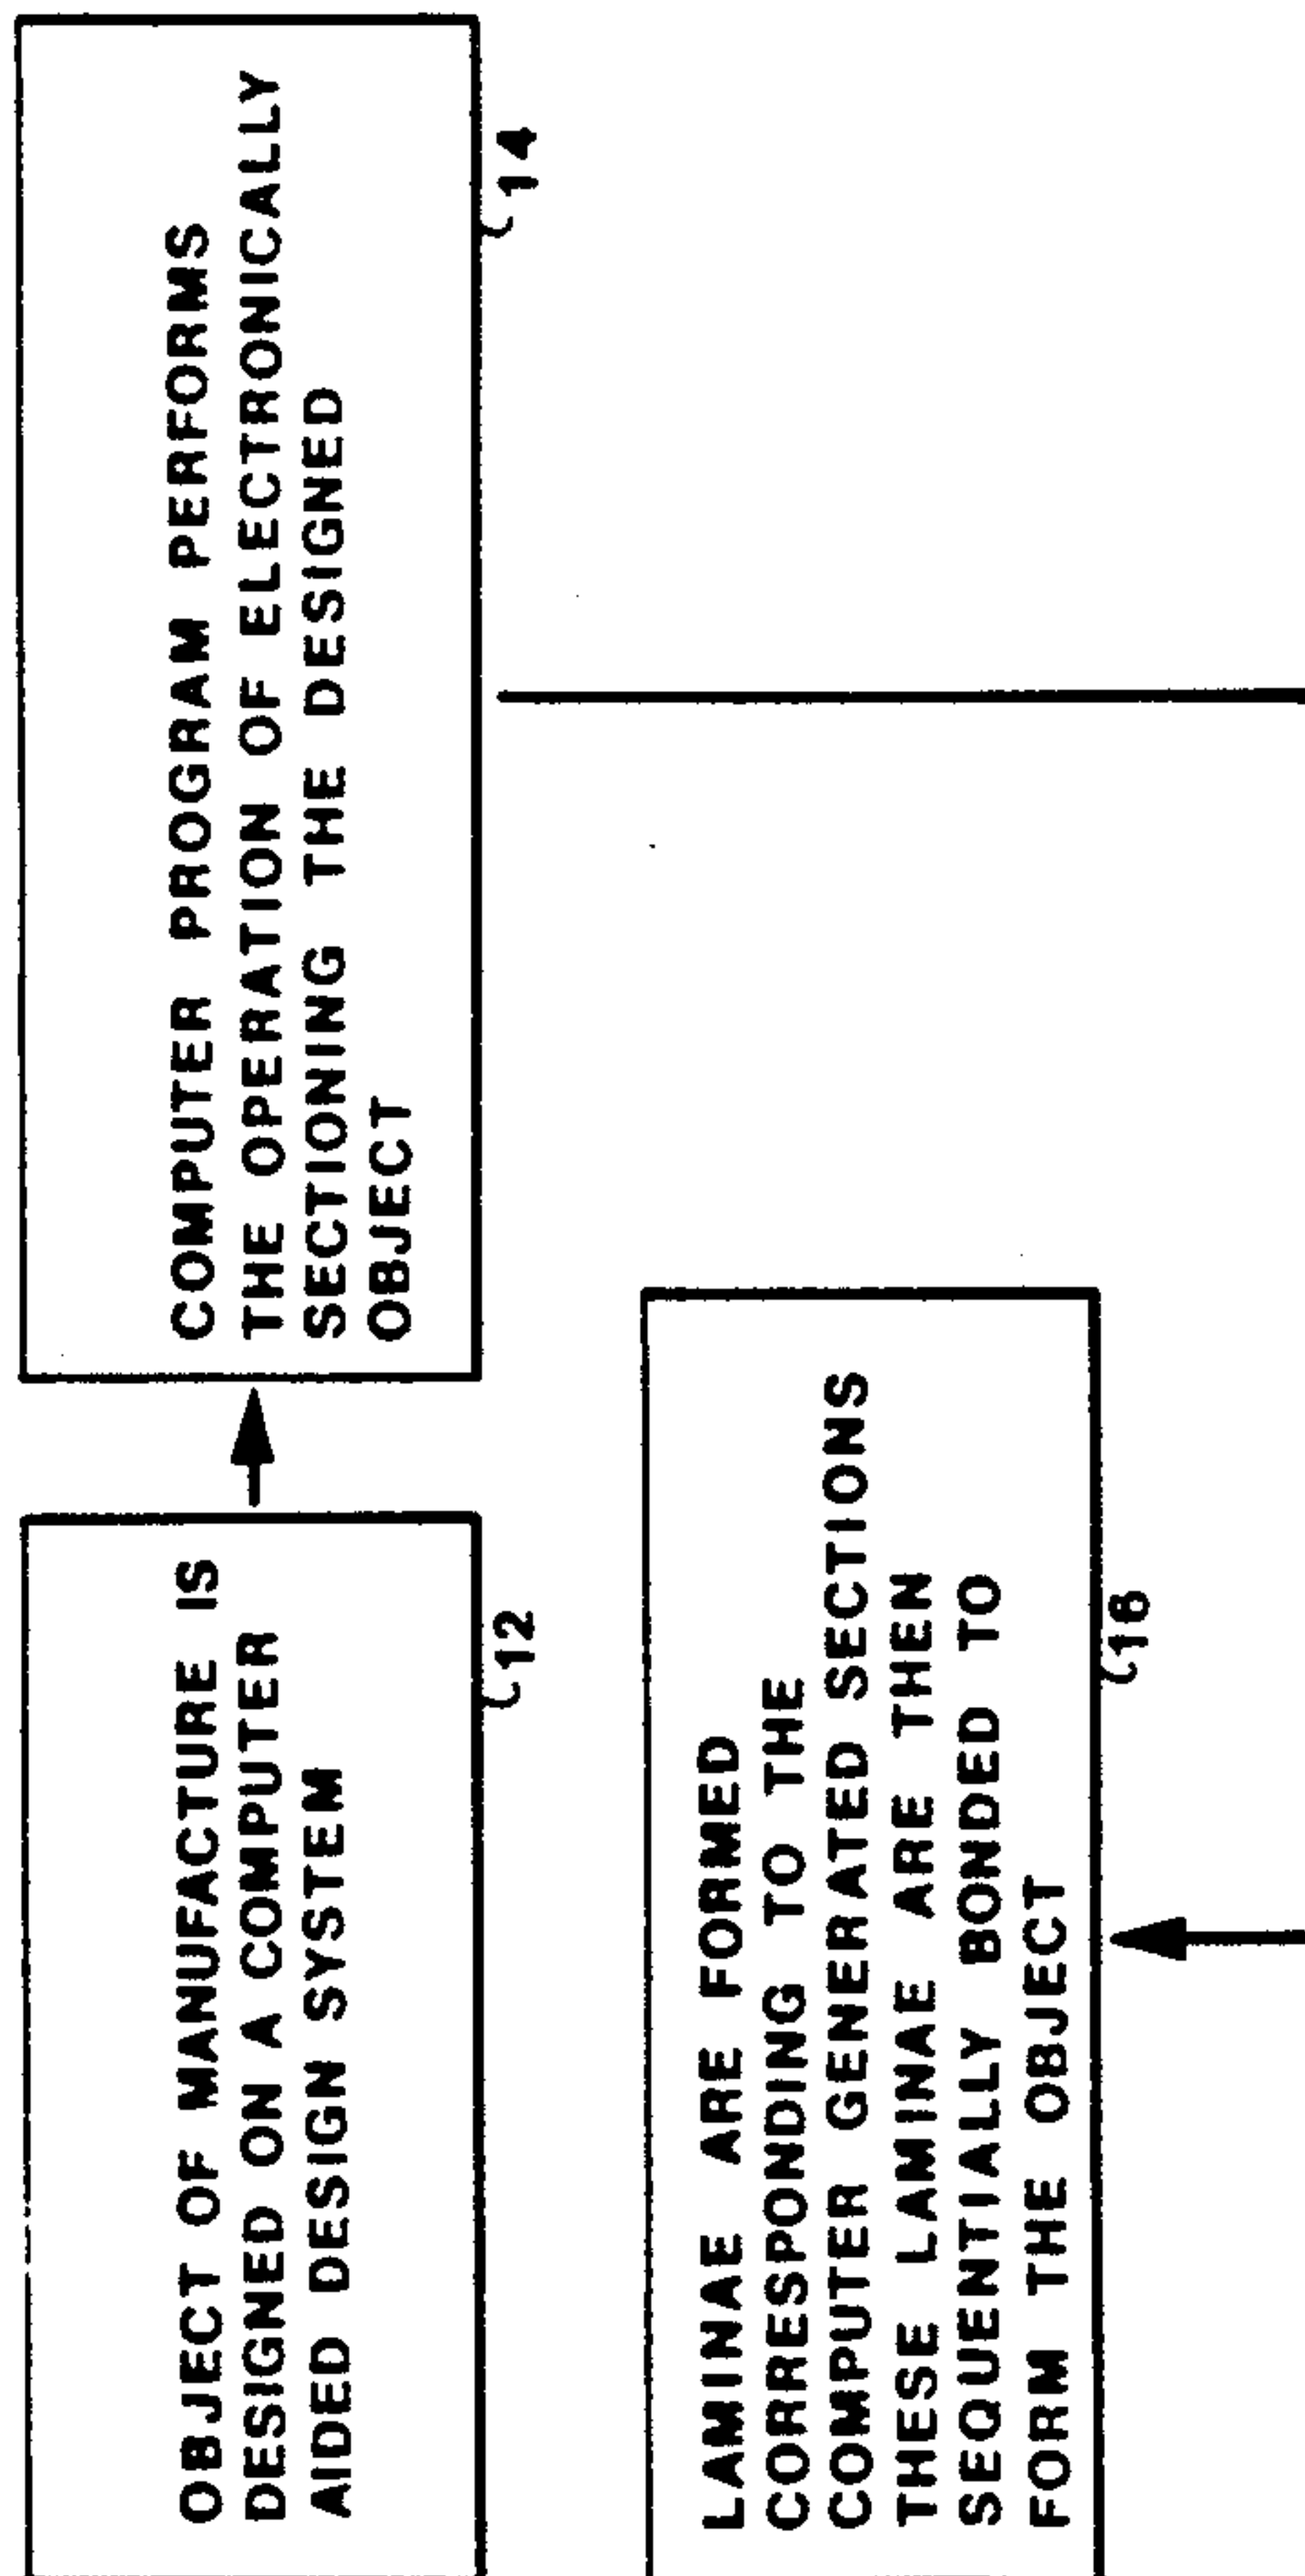 OBJECT OF MANUFACTURE IS
DESIGNED ON A COMPUTER
AIDED DESIGN SYSTEM
12
COMPUTER PROGRAM PERFORMS
THE OPERATION OF ELECTRONICALLY
SECTIONING THE DESIGNED
OBJECT
14
LAMINAE ARE FORMED
CORRESPONDING TO THE
COMPUTER GENERATED SECTIONS
THESE LAMINAE ARE THEN
SEQUENTIALLY BONDED TO
FORM THE OBJECT
16